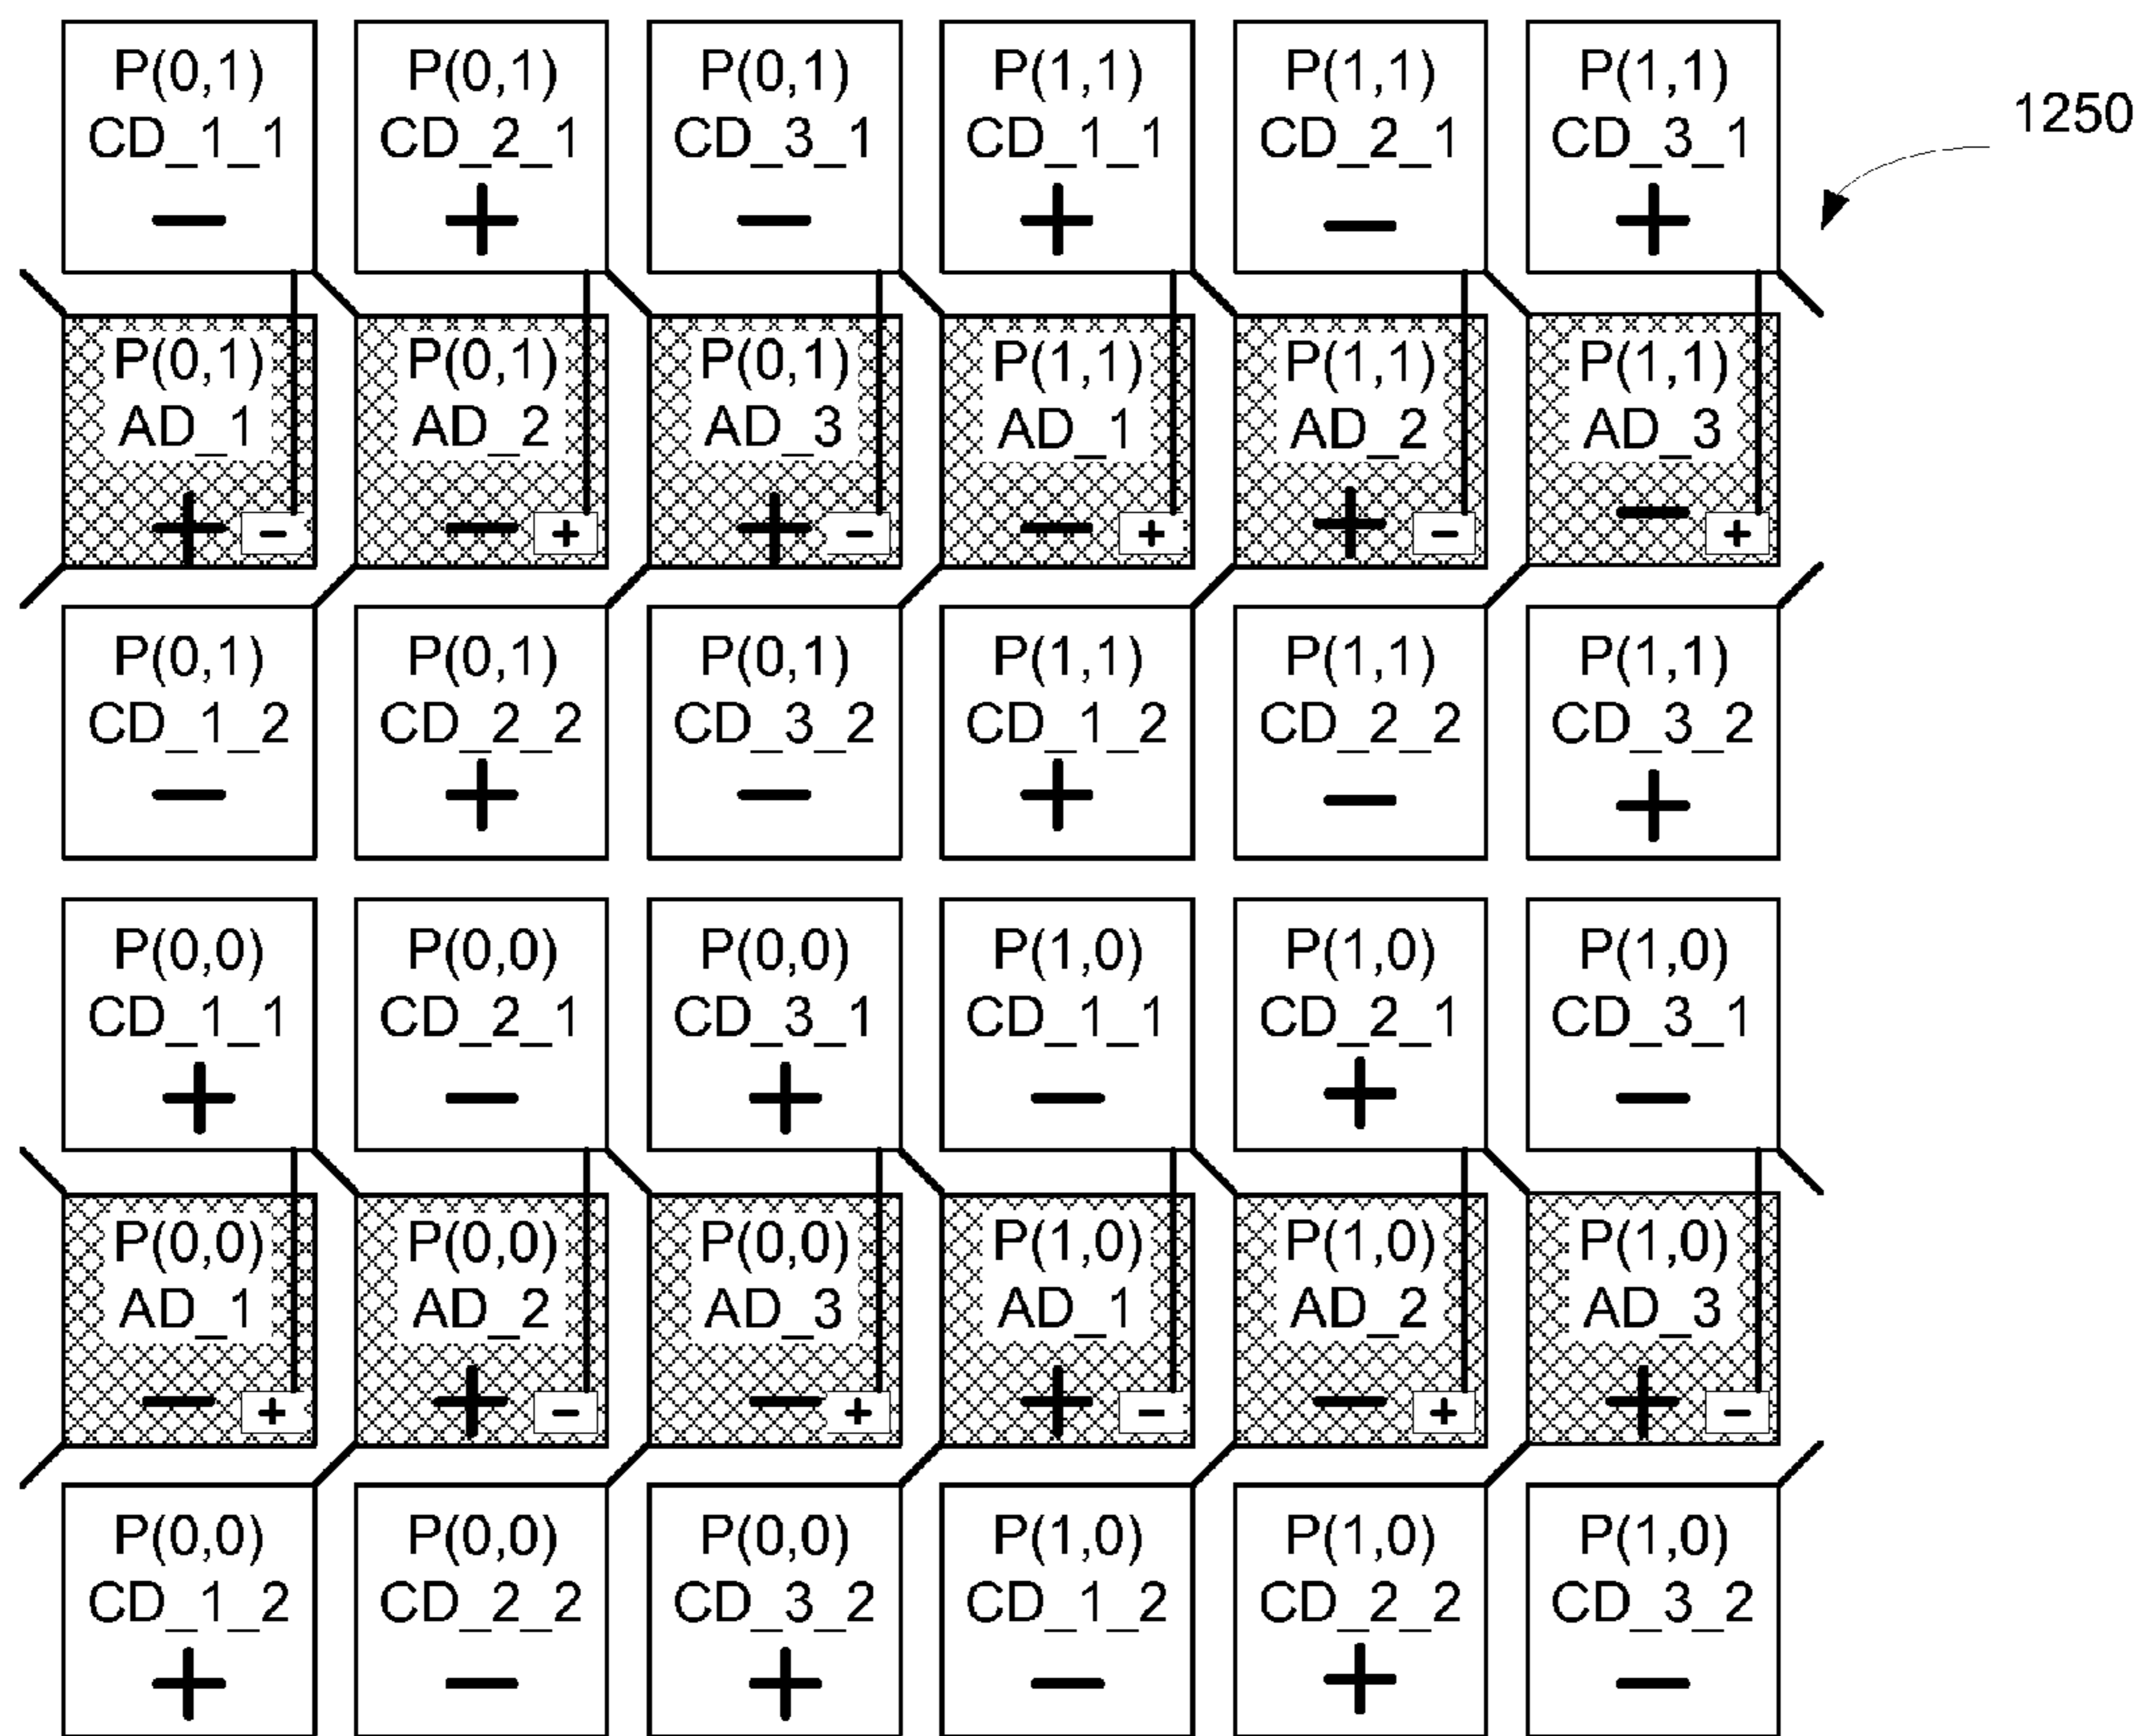 P(0,1) P(0,1) P(0,1) P(1,1) P(1,1) P(1,1)
1250
CD_1_1 CD_2_1 CD_3_1 CD_1_1 CD_2_1 CD_3_1
− + − + − +
P(0,1) P(0,1) P(0,1) P(1,1) P(1,1) P(1,1)
AD_1 AD_2 AD_3 AD_1 AD_2 AD_3
+ − − + + − − + + − − +
P(0,1) P(0,1) P(0,1) P(1,1) P(1,1) P(1,1)
CD_1_2 CD_2_2 CD_3_2 CD_1_2 CD_2_2 CD_3_2
− + − + − +
P(0,0) P(0,0) P(0,0) P(1,0) P(1,0) P(1,0)
CD_1_1 CD_2_1 CD_3_1 CD_1_1 CD_2_1 CD_3_1
+ − + − + −
P(0,0) P(0,0) P(0,0) P(1,0) P(1,0) P(1,0)
AD_1 AD_2 AD_3 AD_1 AD_2 AD_3
− + + − − + + − − + + −
P(0,0) P(0,0) P(0,0) P(1,0) P(1,0) P(1,0)
CD_1_2 CD_2_2 CD_3_2 CD_1_2 CD_2_2 CD_3_2
+ − + − + −